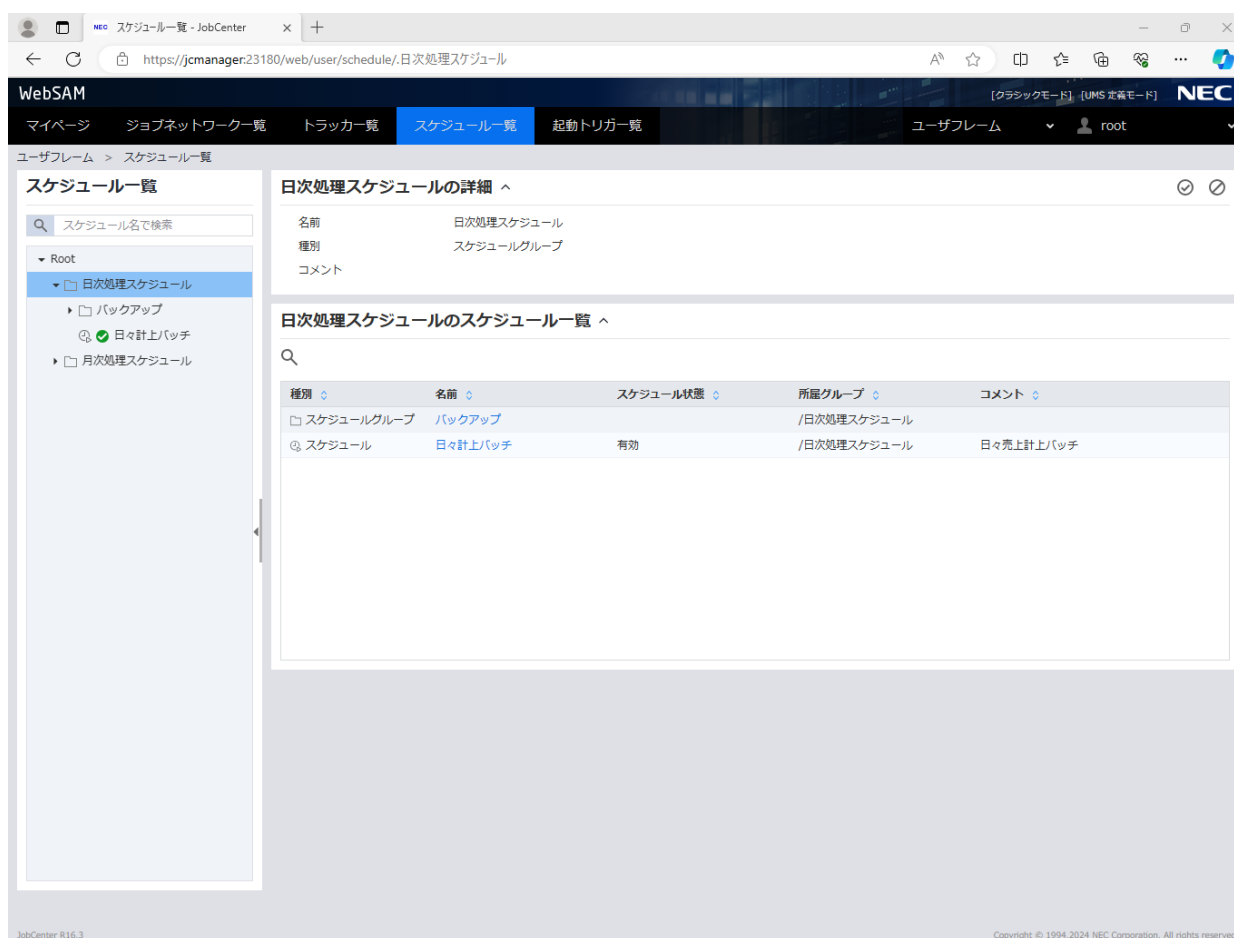 NEC スケジュール一覧 - JobCenter
https://jcmanager:23180/web/user/schedule/.日次処理スケジュール
WebSAM
[クラシックモード] [UMS 定義モード] NEC
マイページ ジョブネットワーク一覧 トラッカ一覧 スケジュール一覧 起動トリガ一覧 ユーザフレーム root
ユーザフレーム > スケジュール一覧
スケジュール一覧
スケジュール名で検索
Root
日次処理スケジュール
バックアップ
日々計上バッチ
月次処理スケジュール
日次処理スケジュールの詳細
名前 日次処理スケジュール
種別 スケジュールグループ
コメント
日次処理スケジュールのスケジュール一覧
種別 名前 スケジュール状態 所属グループ コメント
スケジュールグループ バックアップ /日次処理スケジュール
スケジュール 日々計上バッチ 有効 /日次処理スケジュール 日々売上計上バッチ
JobCenter R16.3
Copyright © 1994,2024 NEC Corporation. All rights reserved